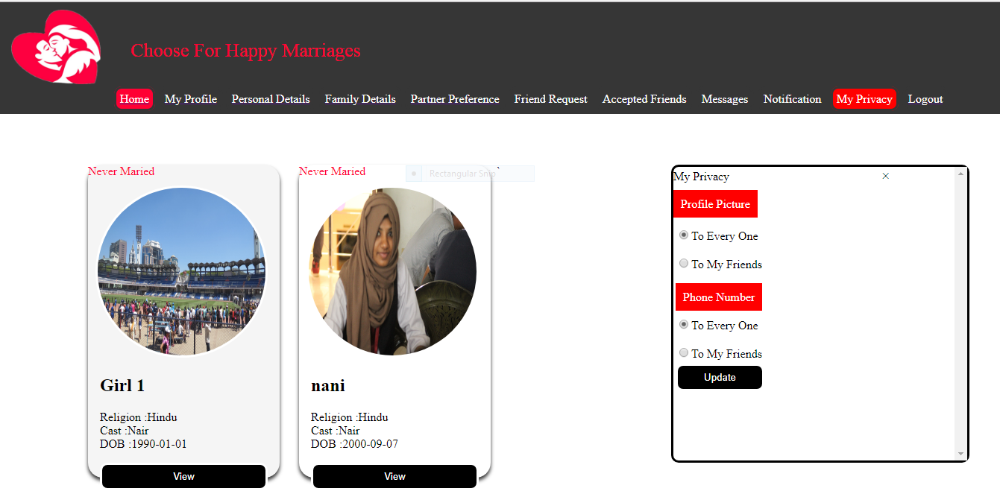 Choose For Happy Marriages
Home My Profile Personal Details Family Details Partner Preference Friend Request Accepted Friends Messages Notification My Privacy Logout
Never Maried
Girl 1
Religion :Hindu
Cast :Nair
DOB :1990-01-01
View
Never Maried
Rectangular Snip
nani
Religion :Hindu
Cast :Nair
DOB :2000-09-07
View
My Privacy ×
Profile Picture
To Every One
To My Friends
Phone Number
To Every One
To My Friends
Update